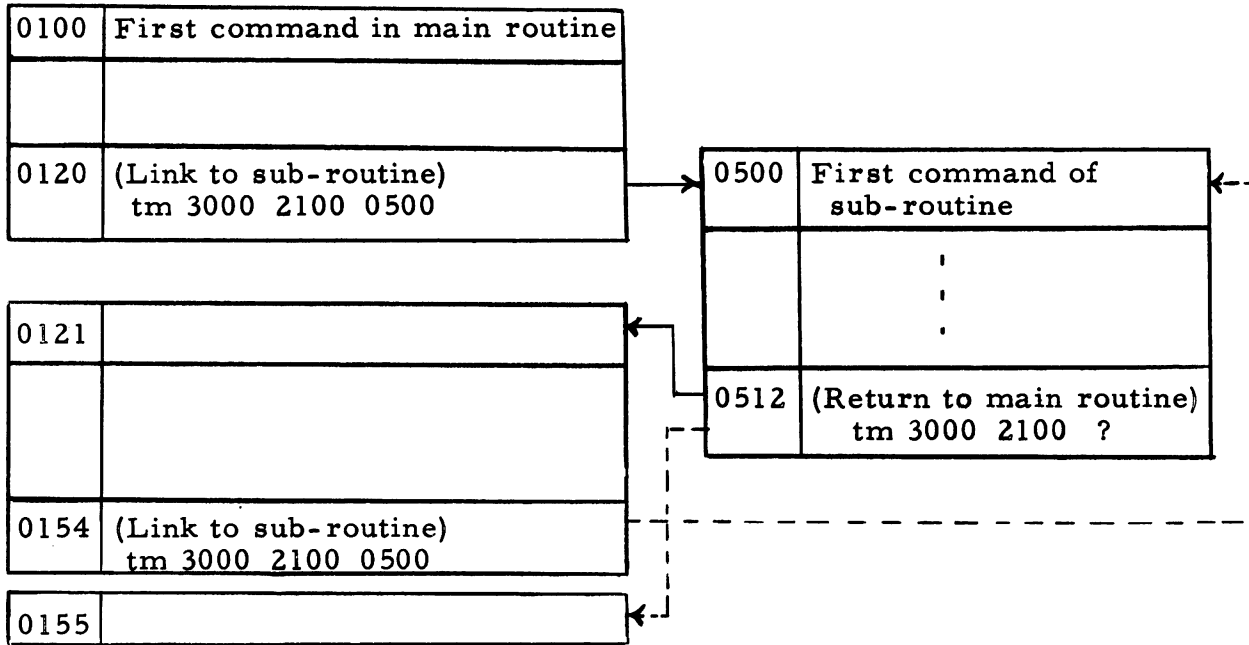 0100 First command in main routine
0120 (Link to sub-routine)
tm 3000 2100 0500
0500 First command of
sub-routine
0121
0512 (Return to main routine)
tm 3000 2100 ?
0154 (Link to sub-routine)
tm 3000 2100 0500
0155